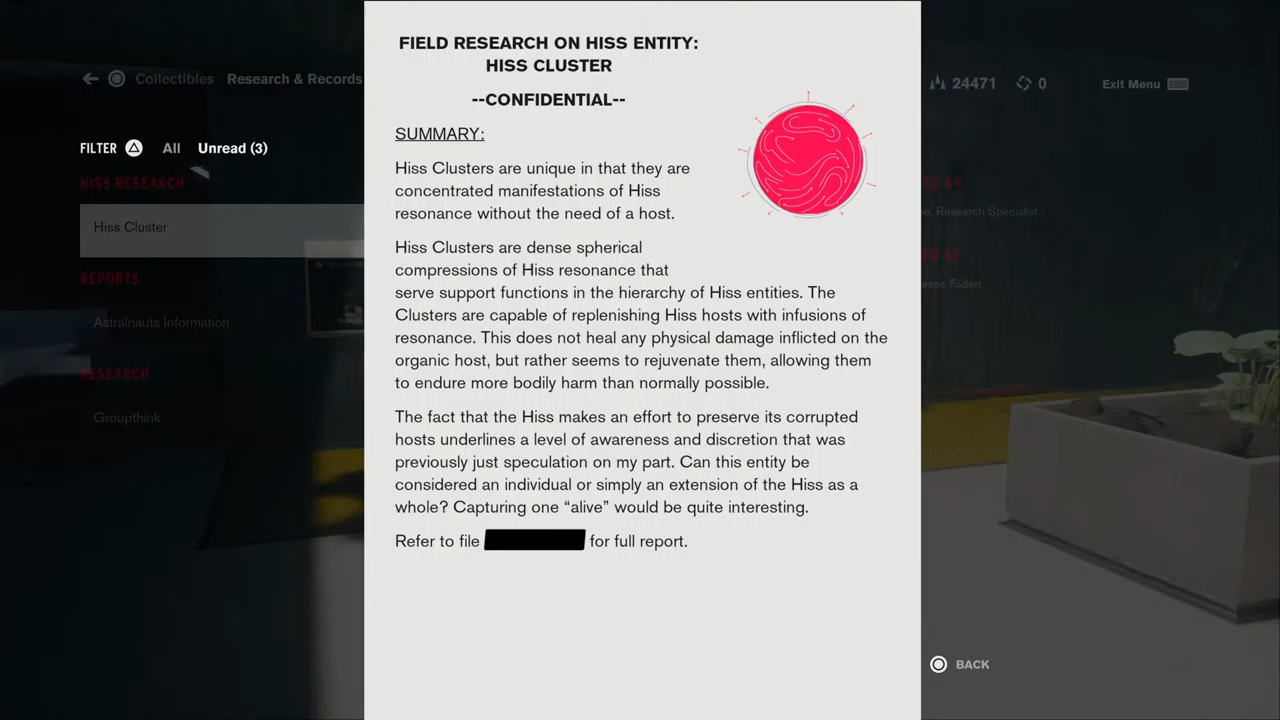 FIELD RESEARCH ON HISS ENTITY:
HISS CLUSTER
--CONFIDENTIAL--
SUMMARY:
Hiss Clusters are unique in that they are
concentrated manifestations of Hiss
resonance without the need of a host.
Hiss Clusters are dense spherical
compressions of Hiss resonance that
serve support functions in the hierarchy of Hiss entities. The
Clusters are capable of replenishing Hiss hosts with infusions of
resonance. This does not heal any physical damage inflicted on the
organic host, but rather seems to rejuvenate them, allowing them
to endure more bodily harm than normally possible.
The fact that the Hiss makes an effort to preserve its corrupted
hosts underlines a level of awareness and discretion that was
previously just speculation on my part. Can this entity be
considered an individual or simply an extension of the Hiss as a
whole? Capturing one “alive” would be quite interesting.
Refer to file for full report.
Collectibles Research & Records
24471 0 Exit Menu
FILTER All Unread (3)
HISS RESEARCH
Hiss Cluster
REPORTS
Astralnauts Information
RESEARCH
Groupthink
BY
, Research Specialist
Faden
BACK